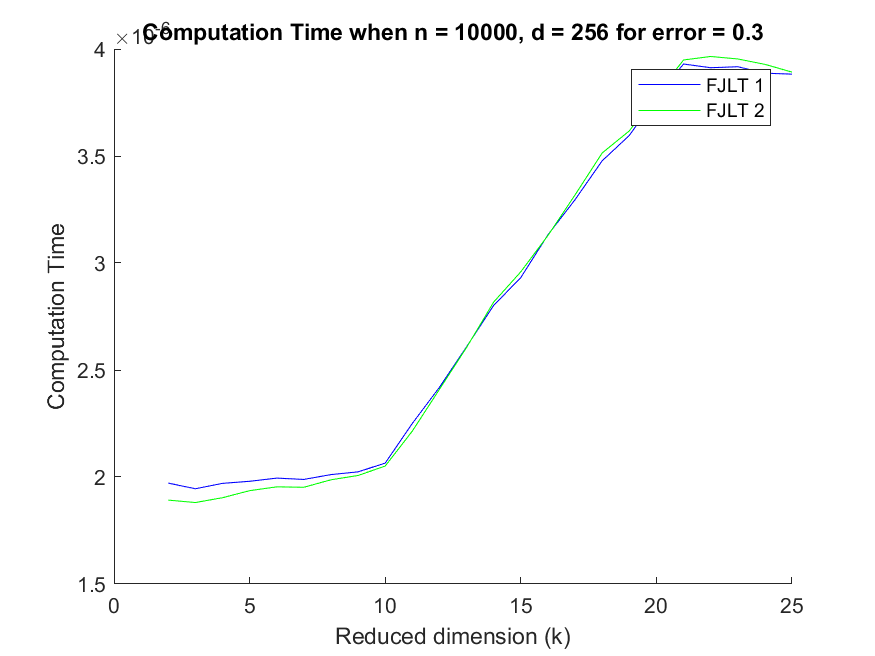 Computation Time when n = 10000, d = 256 for error = 0.3
×10⁻⁶
4
3.5
3
2.5
2
1.5
Computation Time
FJLT 1
FJLT 2
0 5 10 15 20 25
Reduced dimension (k)